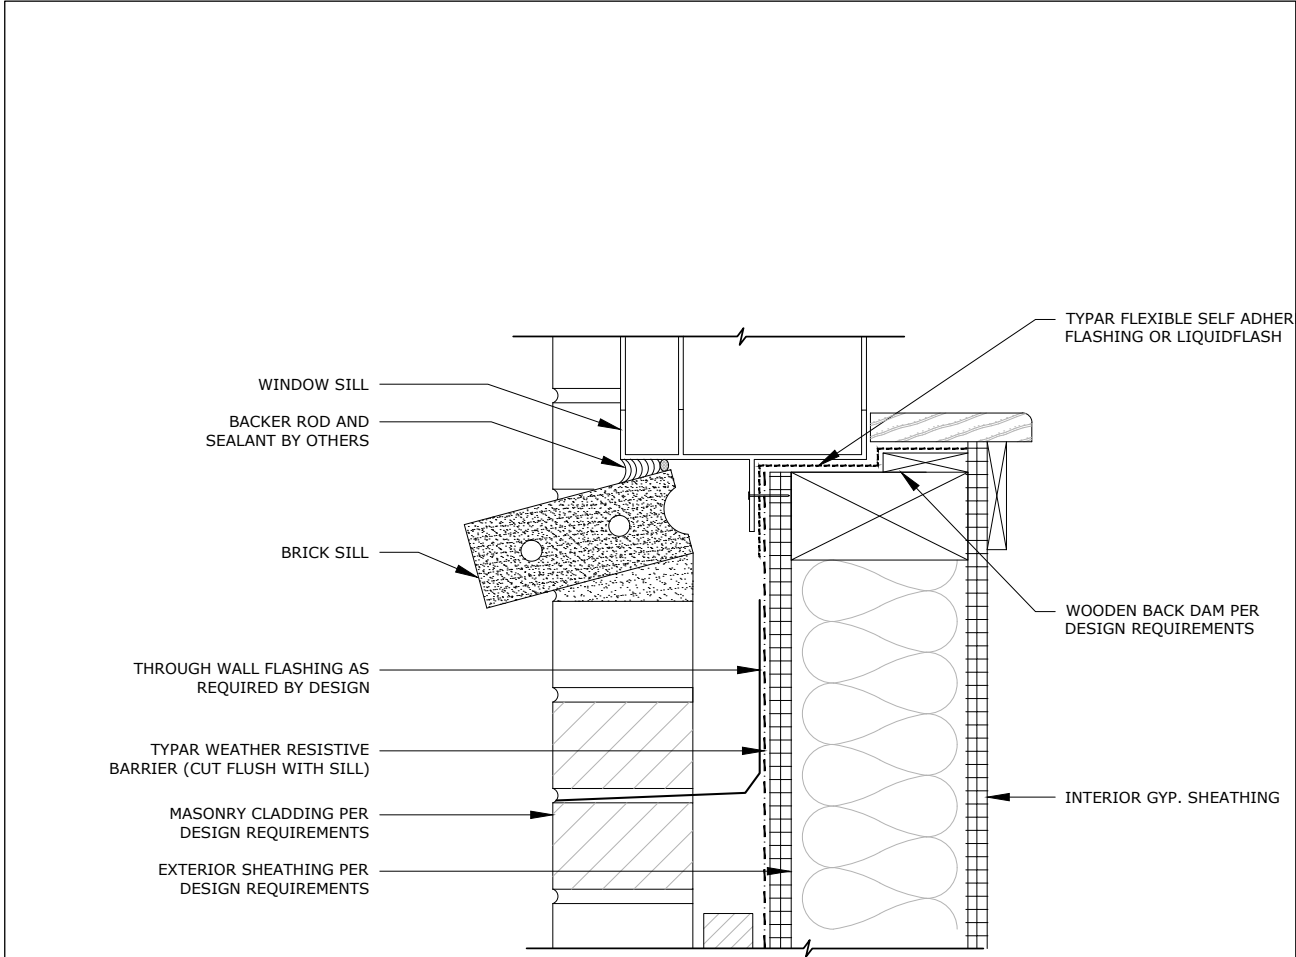 TYPAR FLEXIBLE SELF ADHER
FLASHING OR LIQUIDFLASH
WINDOW SILL
BACKER ROD AND
SEALANT BY OTHERS
BRICK SILL
WOODEN BACK DAM PER
DESIGN REQUIREMENTS
THROUGH WALL FLASHING AS
REQUIRED BY DESIGN
TYPAR WEATHER RESISTIVE
BARRIER (CUT FLUSH WITH SILL)
INTERIOR GYP. SHEATHING
MASONRY CLADDING PER
DESIGN REQUIREMENTS
EXTERIOR SHEATHING PER
DESIGN REQUIREMENTS